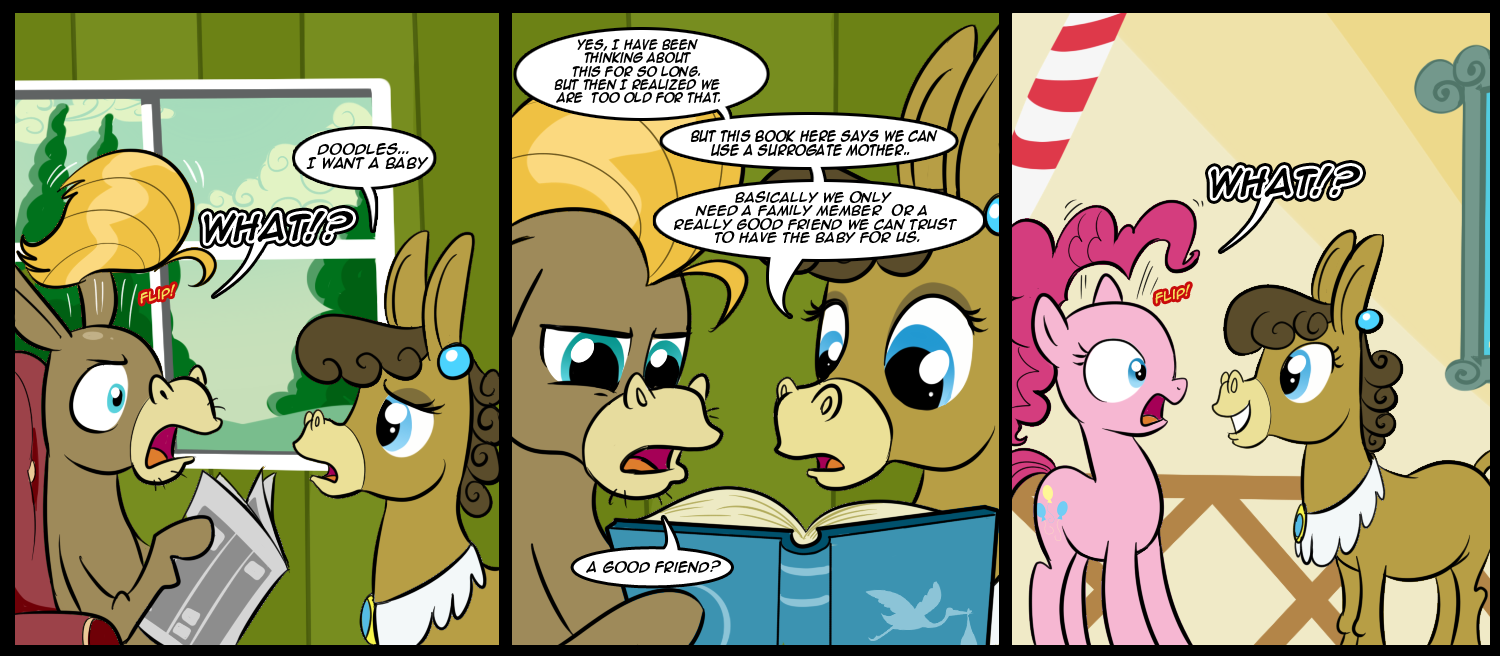 DOODLES...
I WANT A BABY
WHAT!?
FLIP!
YES, I HAVE BEEN
THINKING ABOUT
THIS FOR SO LONG.
BUT THEN I REALIZED WE
ARE TOO OLD FOR THAT.
BUT THIS BOOK HERE SAYS WE CAN
USE A SURROGATE MOTHER..
BASICALLY WE ONLY
NEED A FAMILY MEMBER OR A
REALLY GOOD FRIEND WE CAN TRUST
TO HAVE THE BABY FOR US.
A GOOD FRIEND?
WHAT!?
FLIP!